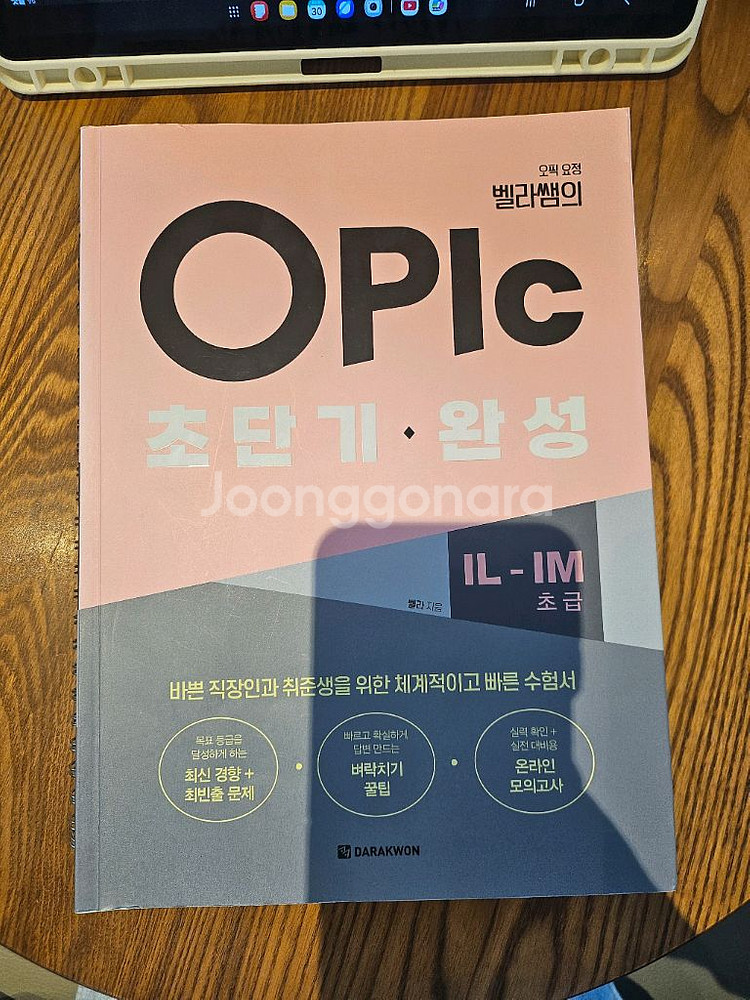 30
오픽 요정
벨라쌤의
OPIc
초단기·완성
Joonggonara
IL - IM
초급
벨라 지음
바쁜 직장인과 취준생을 위한 체계적이고 빠른 수험서
목표 등급을
달성하게 하는
최신 경향 +
최빈출 문제
빠르고 확실하게
답변 만드는
벼락치기
꿀팁
실력 확인 +
실전 대비용
온라인
모의고사
DARAKWON